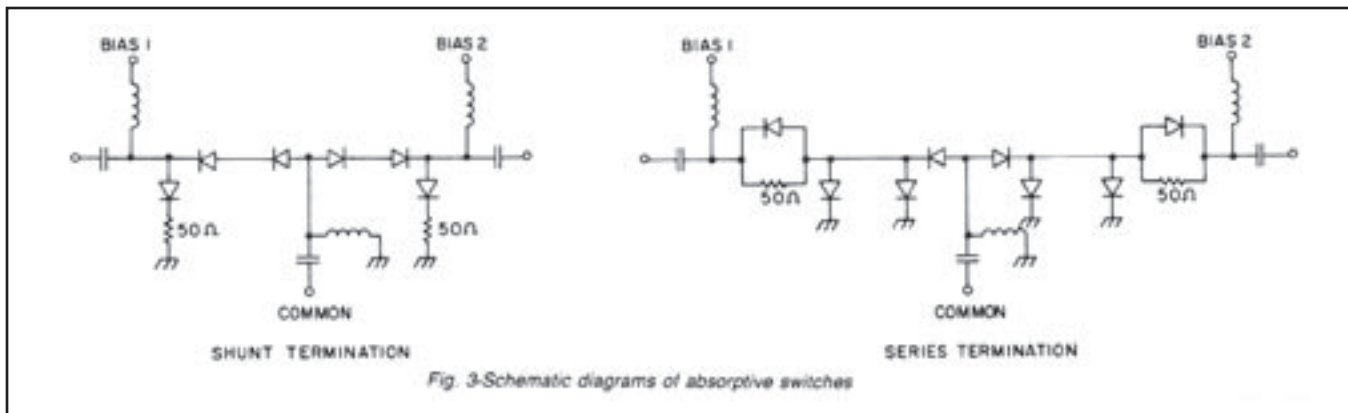 BIAS 1
BIAS 2
50Ω
50Ω
COMMON
SHUNT TERMINATION
BIAS 1
BIAS 2
50Ω
50Ω
COMMON
SERIES TERMINATION
Fig. 3-Schematic diagrams of absorptive switches